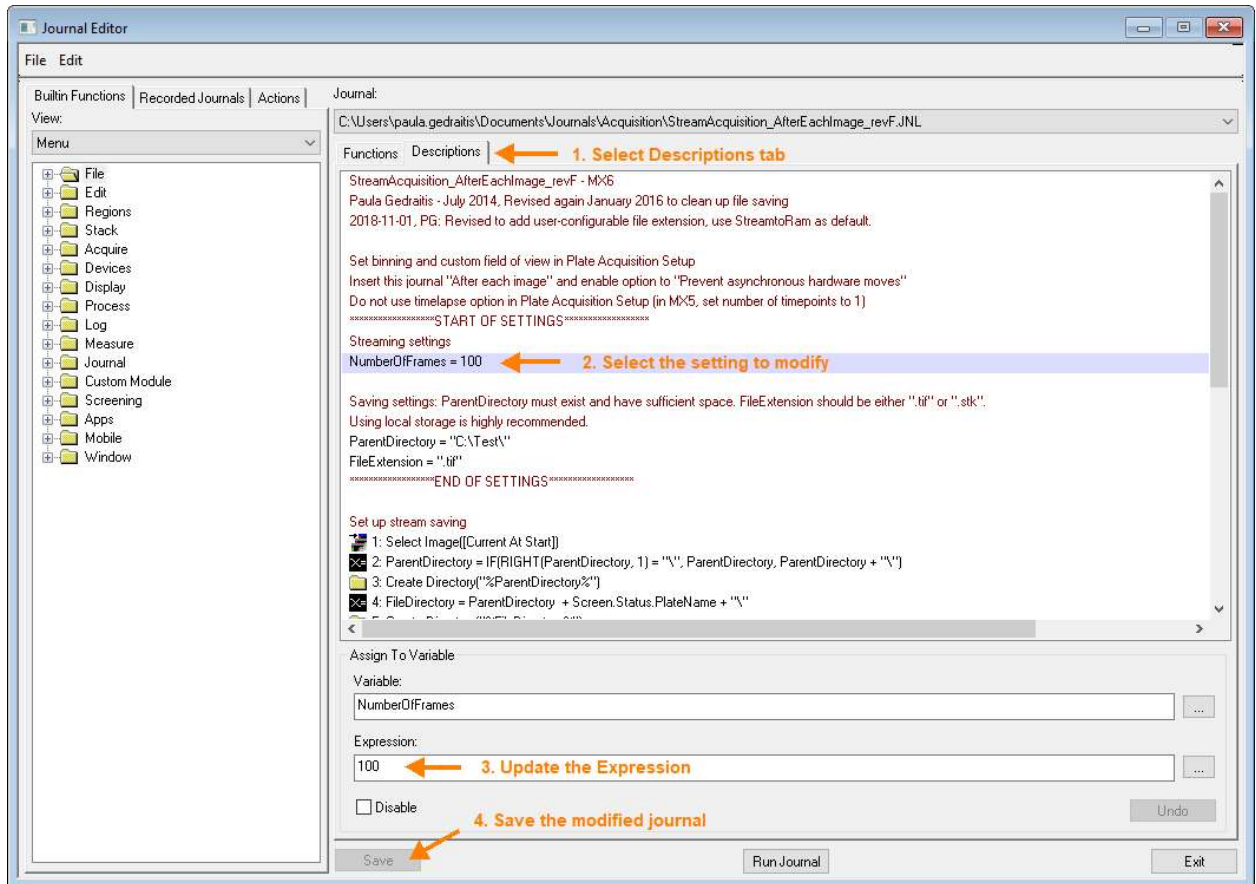 Journal Editor
File Edit
Builtin Functions Recorded Journals Actions
View:
Menu
File
Edit
Regions
Stack
Acquire
Devices
Display
Process
Log
Measure
Journal
Custom Module
Screening
Apps
Mobile
Window
Journal:
C:\Users\paula.gedraitis\Documents\Journals\Acquisition\StreamAcquisition_AfterEachImage_revF.JNL
Functions Descriptions 1. Select Descriptions tab
StreamAcquisition_AfterEachImage_revF - MX6
Paula Gedraitis - July 2014, Revised again January 2016 to clean up file saving
2018-11-01, PG: Revised to add user-configurable file extension, use StreamtoRam as default.
Set binning and custom field of view in Plate Acquisition Setup
Insert this journal "After each image" and enable option to "Prevent asynchronous hardware moves"
Do not use timelapse option in Plate Acquisition Setup (in MX5, set number of timepoints to 1)
*****************START OF SETTINGS*****************
Streaming settings
NumberOfFrames = 100 2. Select the setting to modify
Saving settings: ParentDirectory must exist and have sufficient space. FileExtension should be either ".tif" or ".stk".
Using local storage is highly recommended.
ParentDirectory = "C:\Test\"
FileExtension = ".tif"
*****************END OF SETTINGS*****************
Set up stream saving
1: Select Image([Current At Start])
2: ParentDirectory = IF(RIGHT(ParentDirectory, 1) = "\", ParentDirectory, ParentDirectory + "\")
3: Create Directory("%ParentDirectory%")
4: FileDirectory = ParentDirectory + Screen.Status.PlateName + "\"
Assign To Variable
Variable:
NumberOfFrames
...
Expression:
100 3. Update the Expression
...
Disable
Undo
4. Save the modified journal
Save Run Journal Exit